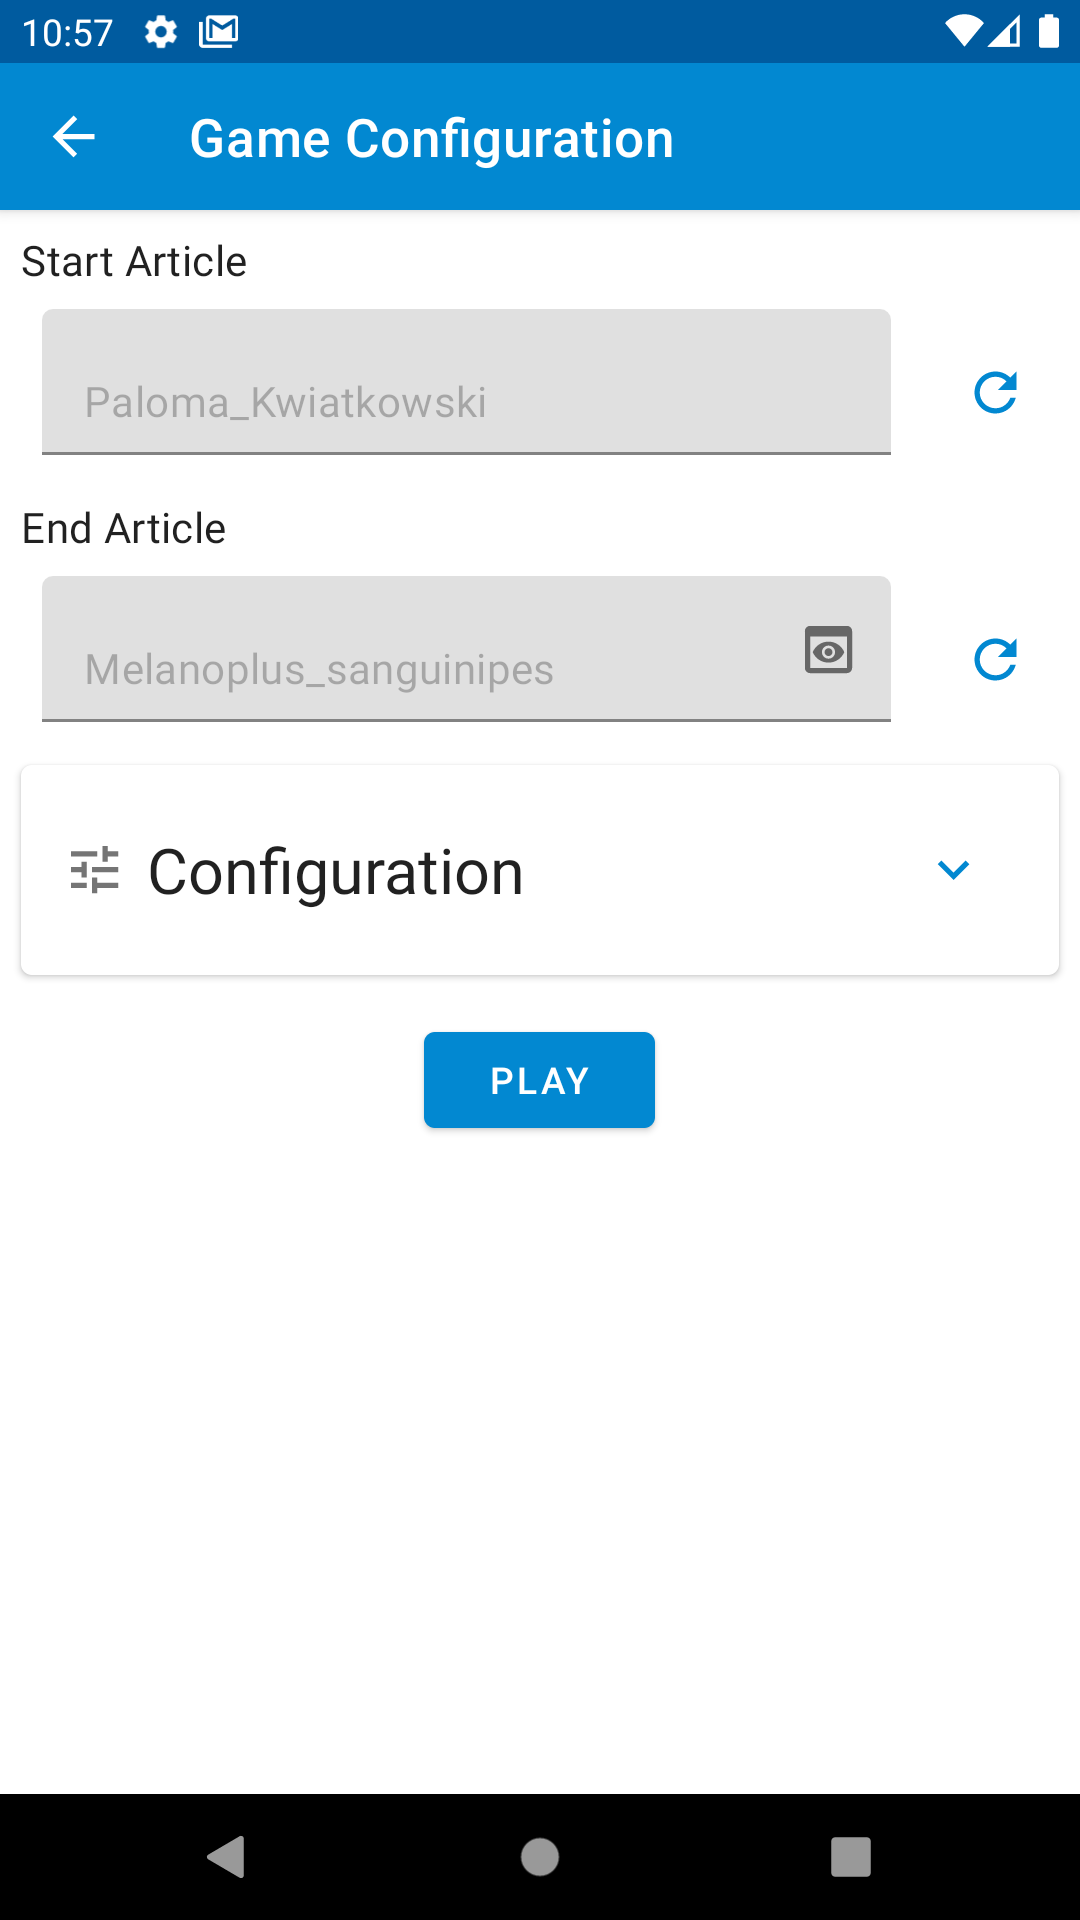 10:57
Game Configuration
Start Article
Paloma_Kwiatkowski
End Article
Melanoplus_sanguinipes
Configuration
PLAY